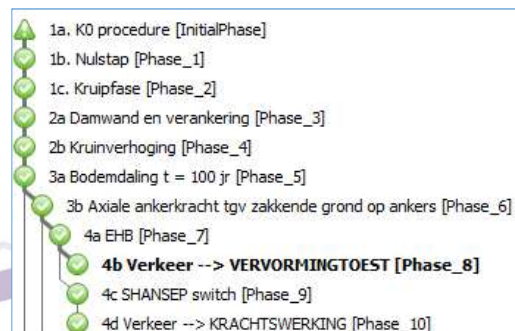 1a. K0 procedure [InitialPhase]
1b. Nulstap [Phase_1]
1c. Kruipfase [Phase_2]
2a Damwand en verankering [Phase_3]
2b Kruinverhoging [Phase_4]
3a Bodemdaling t = 100 jr [Phase_5]
3b Axiale ankerkracht tgv zakkende grond op ankers [Phase_6]
4a EHB [Phase_7]
4b Verkeer --> VERVORMINGTOEST [Phase_8]
4c SHANSEP switch [Phase_9]
4d Verkeer --> KRACHTSWERKING [Phase_10]